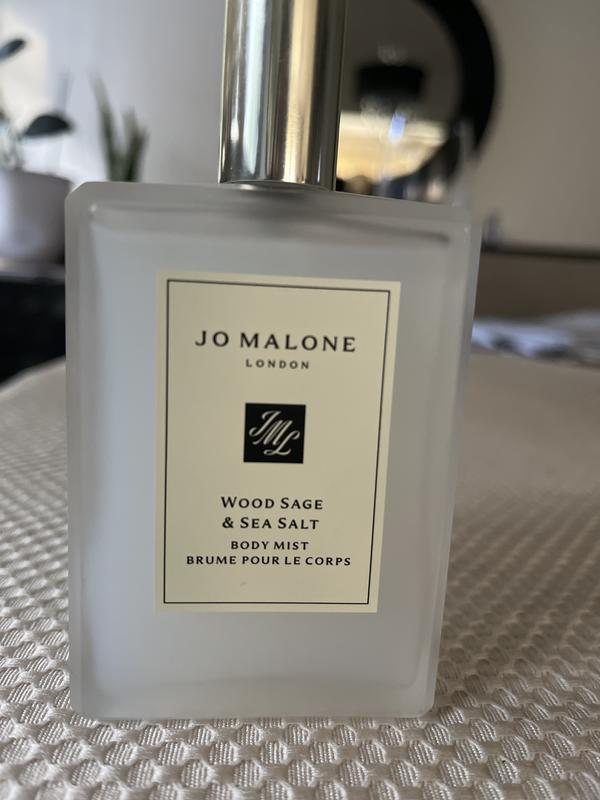 JO MALONE
LONDON
JML
WOOD SAGE
& SEA SALT
BODY MIST
BRUME POUR LE CORPS